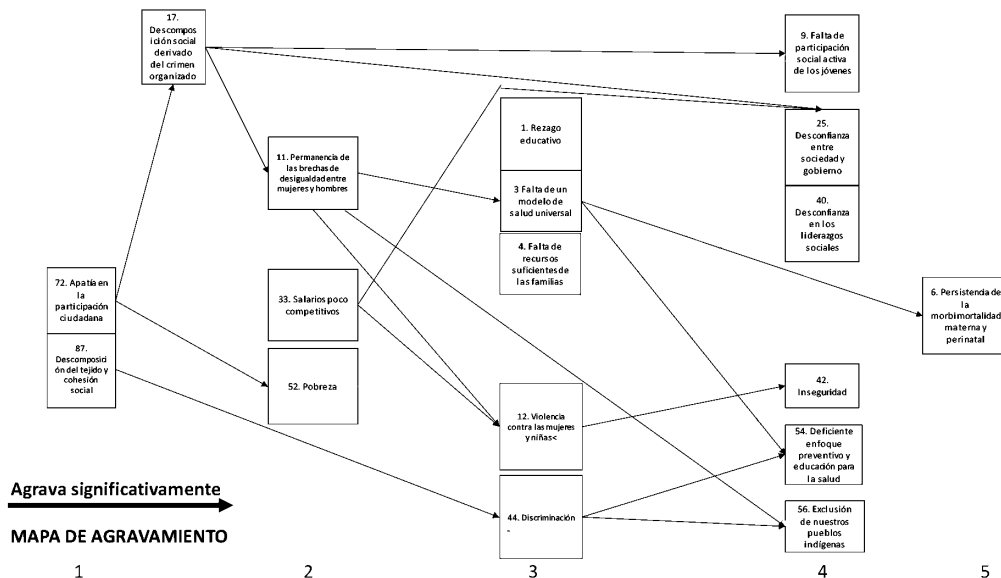 17.
Descompos
ición social
derivado
del crimen
organizado
9. Falta de
participación
social activa
de los jóvenes
1. Rezago
educativo
25.
Desconfianza
entre
sociedad y
gobierno
11. Permanencia de
las brechas de
desigualdad entre
mujeres y hombres
3 Falta de un
modelo de
salud universal
40.
Desconfianza
en los
liderazgos
sociales
4. Falta de
recursos
suficientes de
las familias
72. Apatía en
la
participación
ciudadana
33. Salarios poco
competitivos
6. Persistencia de
la
morbimortalidad
materna y
perinatal
87.
Descomposici
ón del tejido y
cohesión
social
52. Pobreza
12. Violencia
contra las mujeres
y niñas<
42.
Inseguridad
54. Deficiente
enfoque
preventivo y
educación para
la salud
44. Discriminación
-
56. Exclusión
de nuestros
pueblos
indígenas
Agrava significativamente
MAPA DE AGRAVAMIENTO
1 2 3 4 5